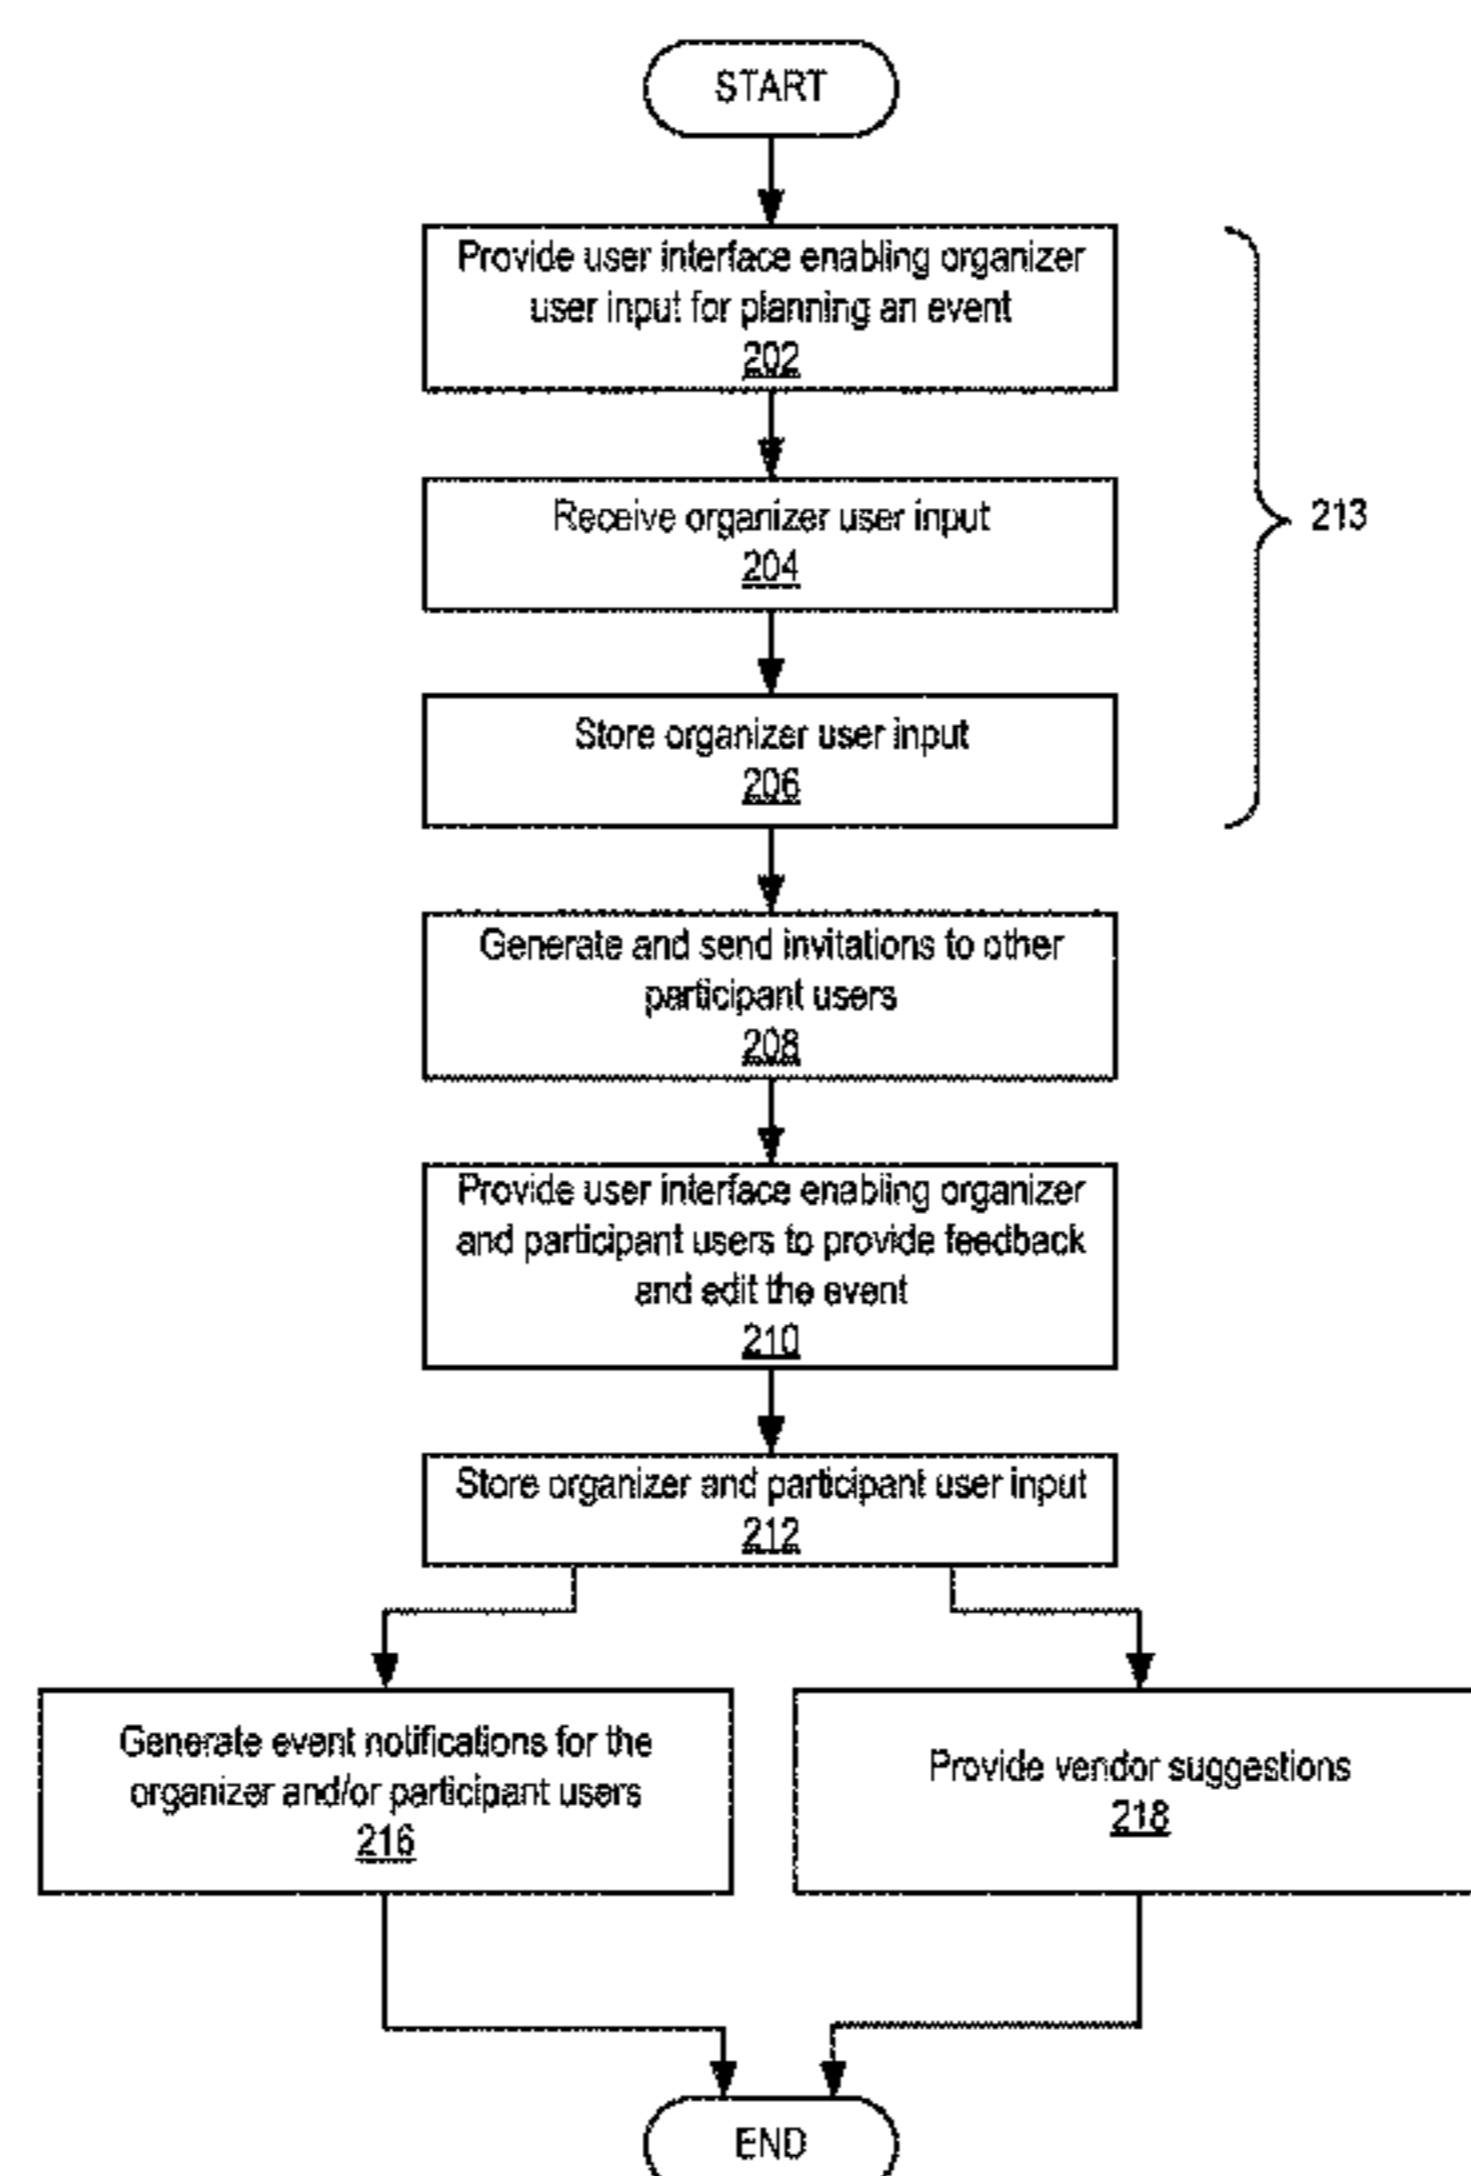 START
Provide user interface enabling organizer
user input for planning an event
202
Receive organizer user input
204
213
Store organizer user input
206
Generate and send invitations to other
participant users
208
Provide user interface enabling organizer
and participant users to provide feedback
and edit the event
210
Store organizer and participant user input
212
Generate event notifications for the
organizer and/or participant users
216
Provide vendor suggestions
218
END